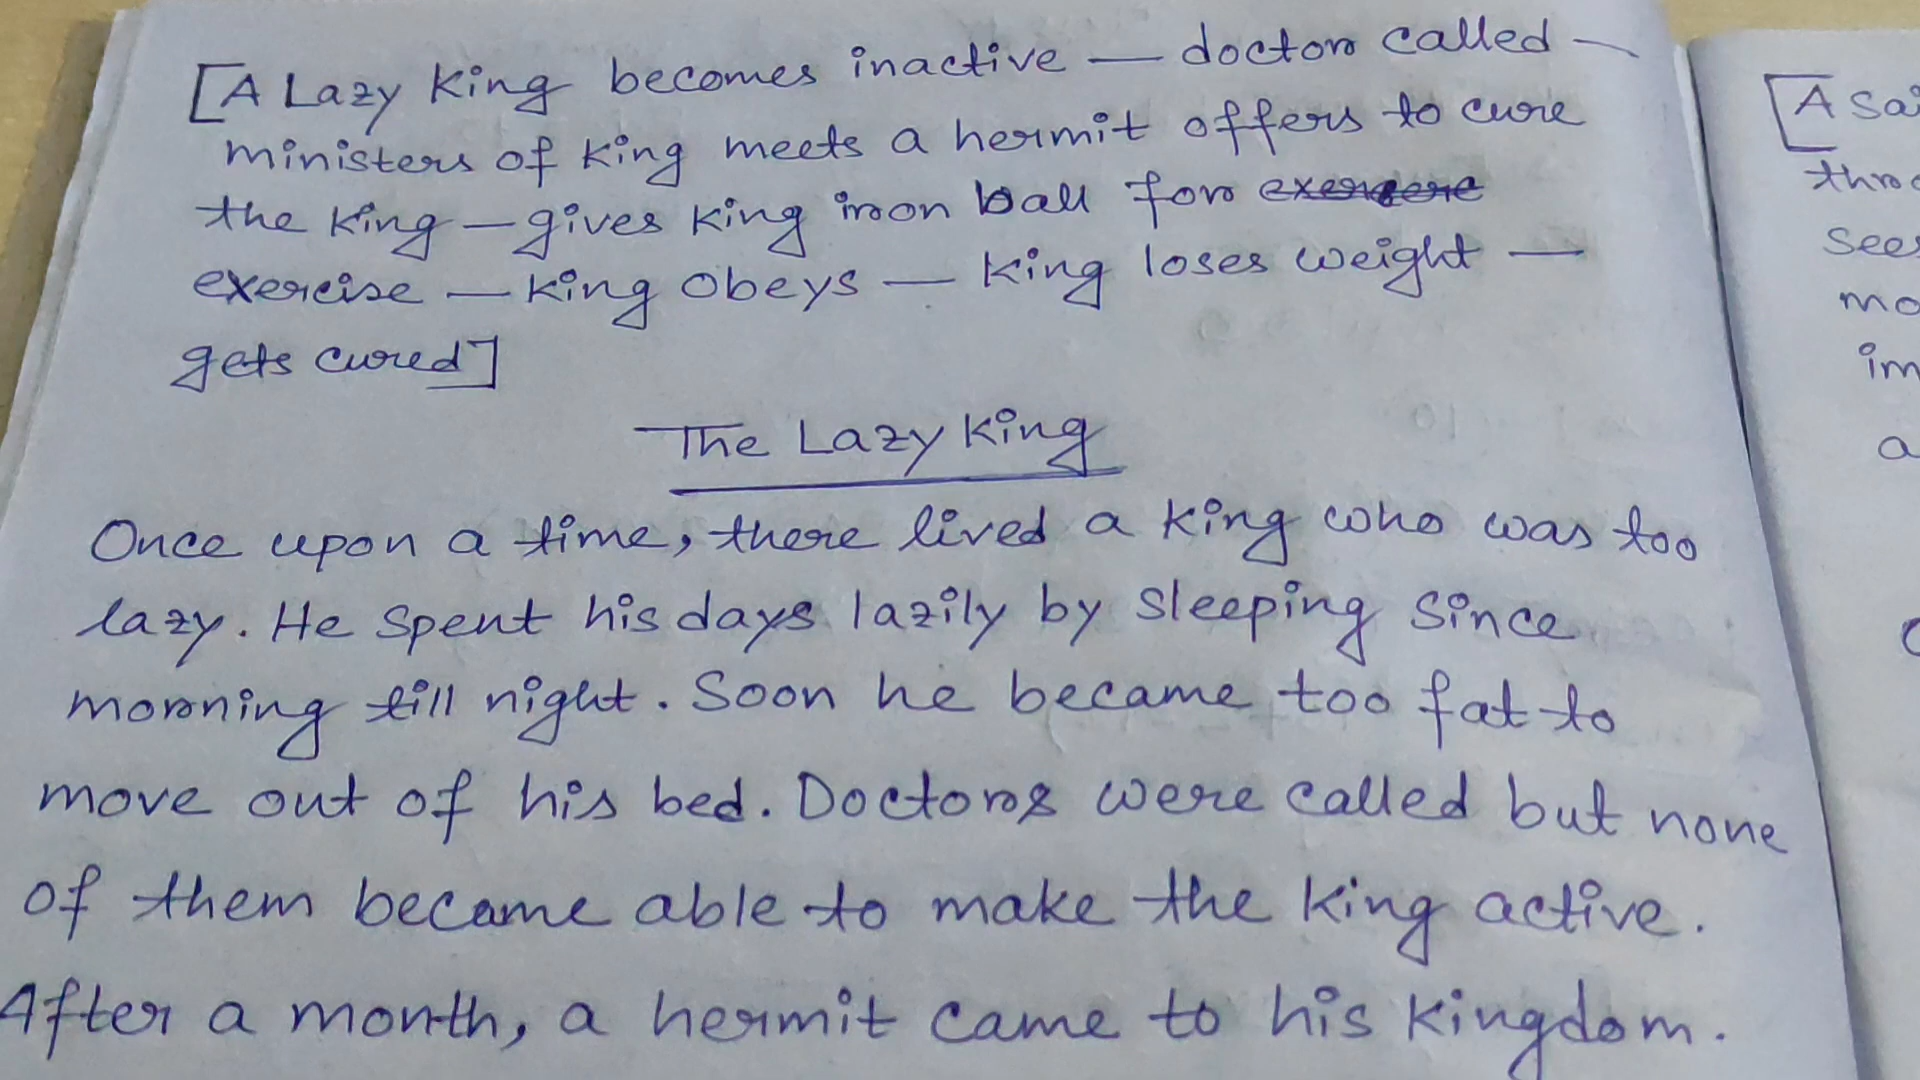 [A Lazy King becomes inactive — doctor called —
ministers of king meets a hermit offers to cure
the king — gives king iron ball for
exercise — king obeys — king loses weight —
gets cured]
The Lazy King
Once upon a time, there lived a king who was too
lazy. He spent his days lazily by sleeping since
morning till night. Soon he became too fat to
move out of his bed. Doctors were called but none
of them became able to make the king active.
After a month, a hermit came to his kingdom.
[A
mo
im
a